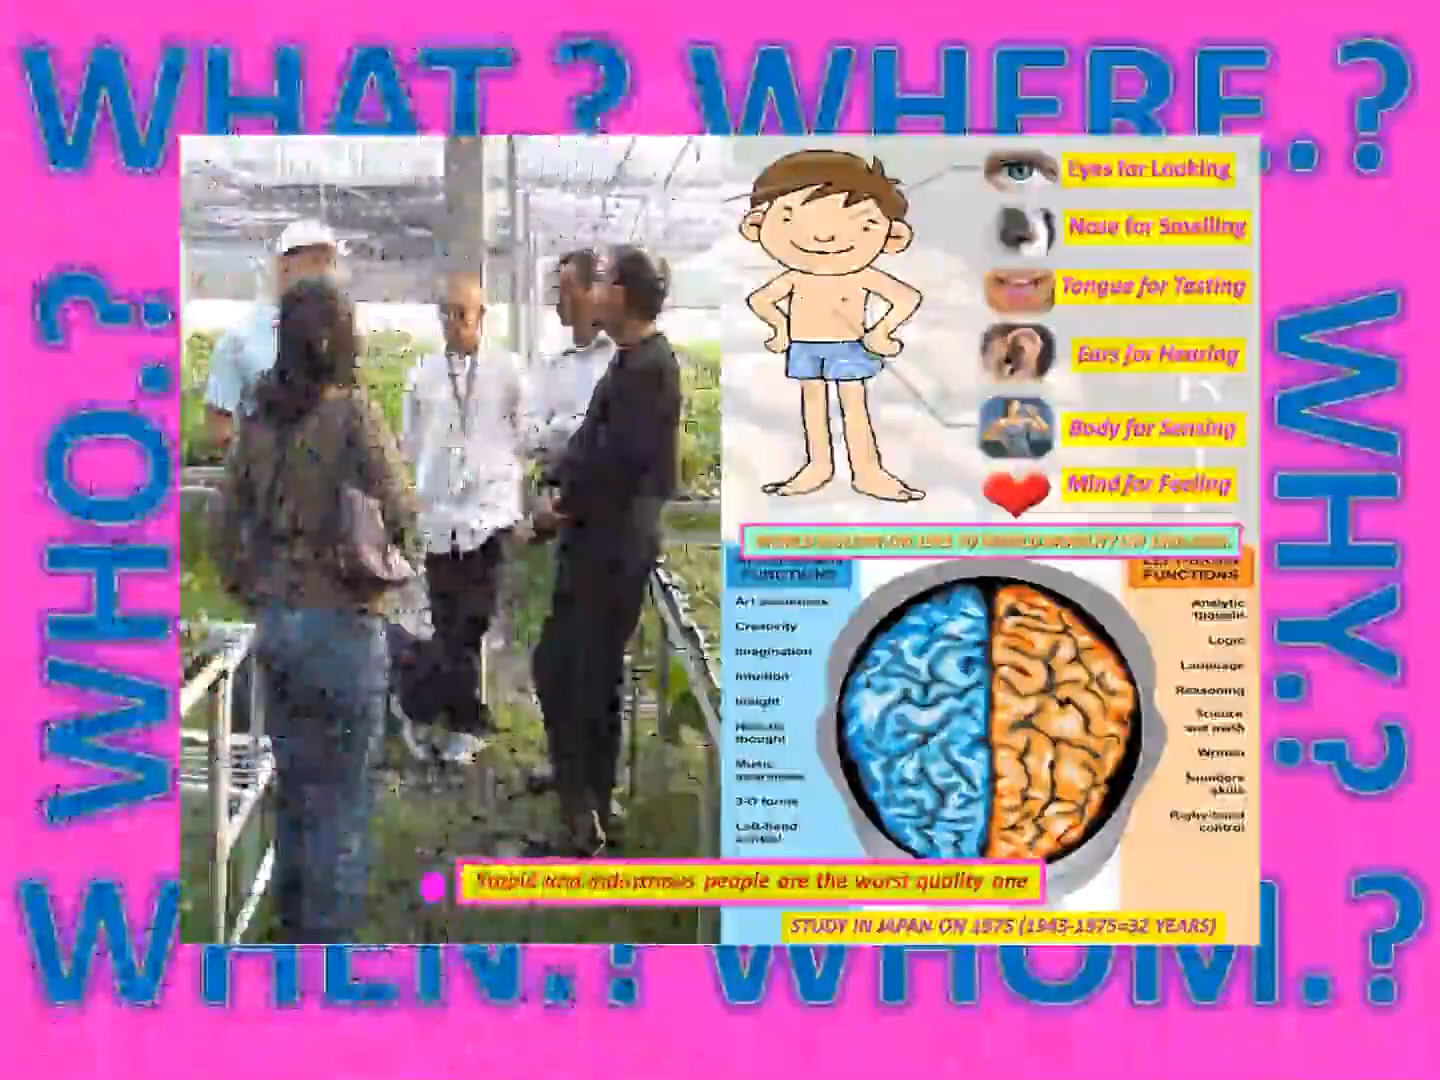 WHAT.? WHERE.?
WHO.?
WHY.?
Eyes for Looking
Nose for Smelling
Tongue for Tasting
Ears for Hearing
Body for Sensing
Mind for Feeling
FUNCTIONS
FUNCTIONS
Art awareness
Creativity
Imagination
Intuition
Insight
Holistic
thought
Music
awareness
3-D forms
Left-hand
control
Analytic
thought
Logic
Language
Reasoning
Science
and math
Written
Numbers
skills
Right-hand
control
people are the worst quality one
STUDY IN JAPAN ON 1975 (1943-1975=32 YEARS)
WHEN.? WHOM.?